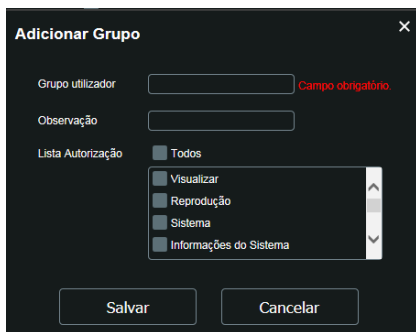 Adicionar Grupo
Grupo utilizador Campo obrigatório.
Observação
Lista Autorização Todos
Visualizar
Reprodução
Sistema
Informações do Sistema
Salvar Cancelar